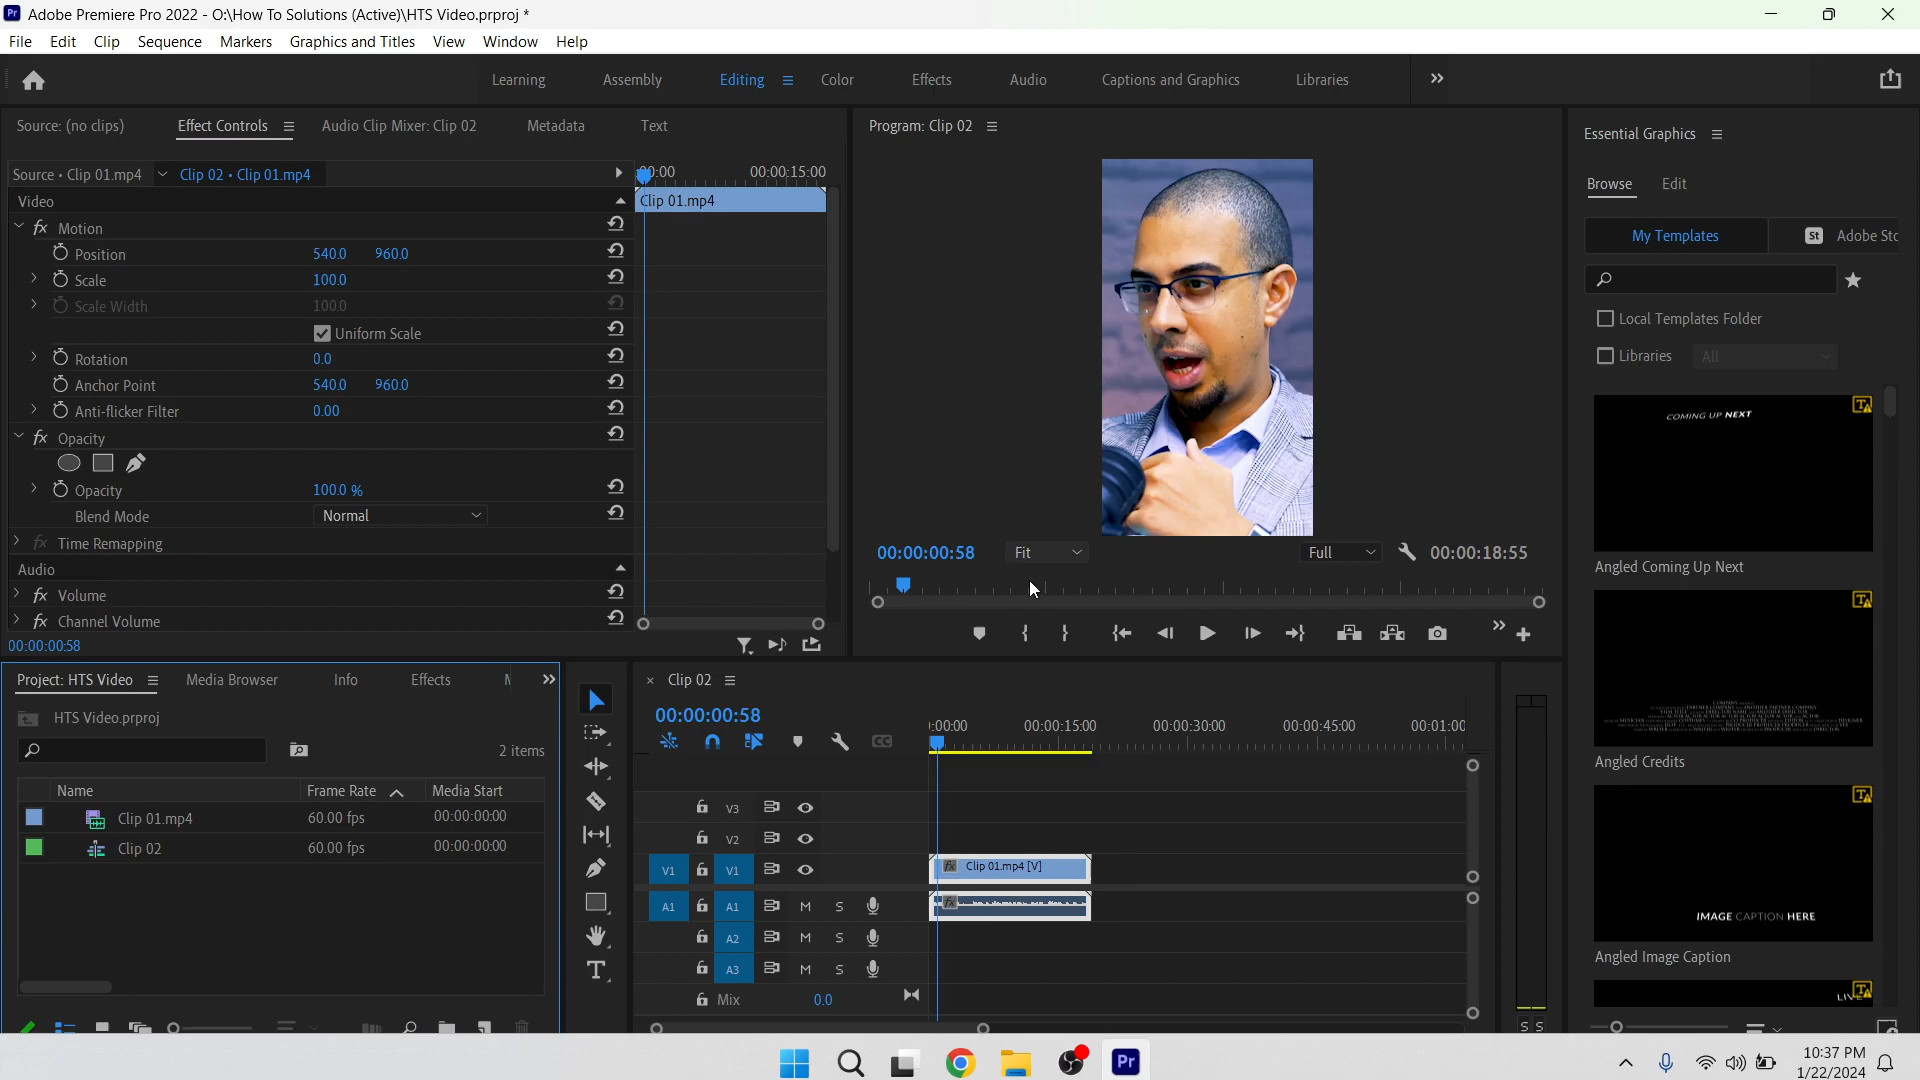 Pr Adobe Premiere Pro 2022 - O:\How To Solutions (Active)\HTS Video.prproj *
File Edit Clip Sequence Markers Graphics and Titles View Window Help
Learning Assembly Editing Color Effects Audio Captions and Graphics Libraries
Source: (no clips) Effect Controls Audio Clip Mixer: Clip 02 Metadata Text
Source • Clip 01.mp4 Clip 02 • Clip 01.mp4
:00:00 00:00:15:00
Video
Clip 01.mp4
fx Motion
Position 540.0 960.0
Scale 100.0
Scale Width 100.0
Uniform Scale
Rotation 0.0
Anchor Point 540.0 960.0
Anti-flicker Filter 0.00
fx Opacity
Opacity 100.0 %
Blend Mode Normal
fx Time Remapping
Audio
fx Volume
fx Channel Volume
00:00:00:58
Program: Clip 02
00:00:00:58 Fit Full 00:00:18:55
Essential Graphics
Browse Edit
My Templates St Adobe Sto
Local Templates Folder
Libraries All
COMING UP NEXT
Angled Coming Up Next
Angled Credits
IMAGE CAPTION HERE
Angled Image Caption
LIVE
Project: HTS Video Media Browser Info Effects
HTS Video.prproj
2 items
Name Frame Rate Media Start
Clip 01.mp4 60.00 fps 00:00:00:00
Clip 02 60.00 fps 00:00:00:00
Clip 02
00:00:00:58
:00:00 00:00:15:00 00:00:30:00 00:00:45:00 00:01:00
V3
V2
V1 V1 fx Clip 01.mp4 [V]
A1 A1 M S fx
A2 M S
A3 M S
Mix 0.0
S S
Pr
10:37 PM
1/22/2024